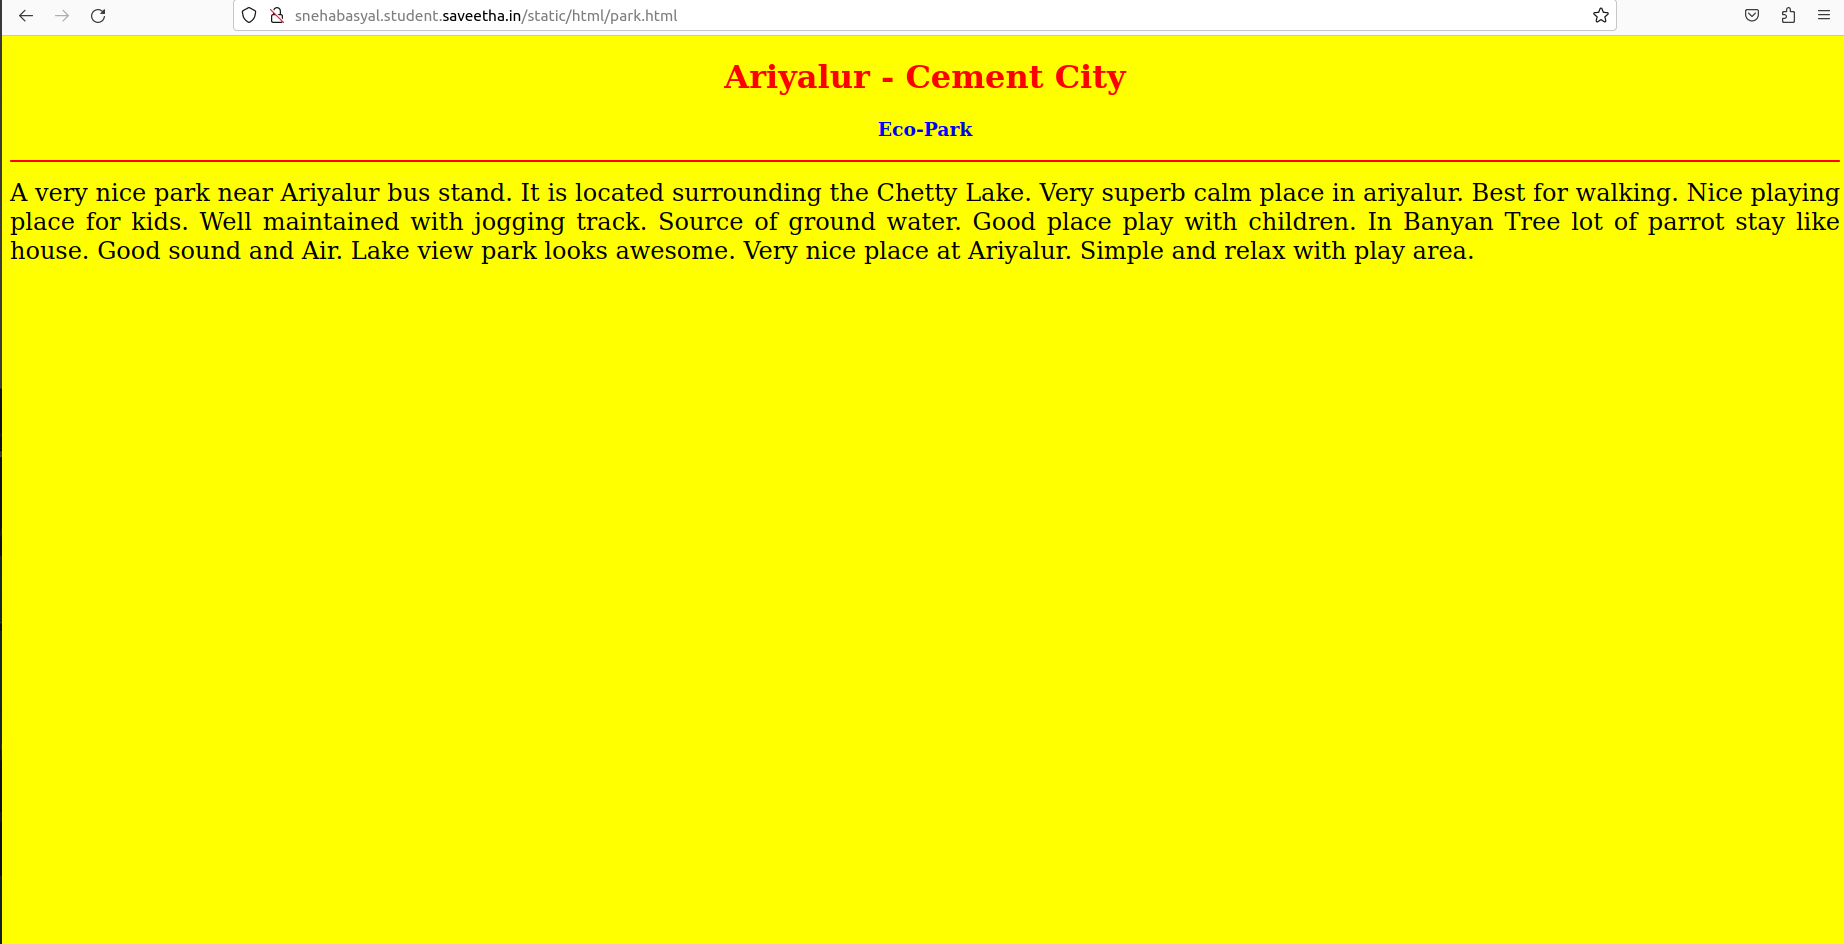 snehabasyal.student.saveetha.in/static/html/park.html
Ariyalur - Cement City
Eco-Park
A very nice park near Ariyalur bus stand. It is located surrounding the Chetty Lake. Very superb calm place in ariyalur. Best for walking. Nice playing
place for kids. Well maintained with jogging track. Source of ground water. Good place play with children. In Banyan Tree lot of parrot stay like
house. Good sound and Air. Lake view park looks awesome. Very nice place at Ariyalur. Simple and relax with play area.